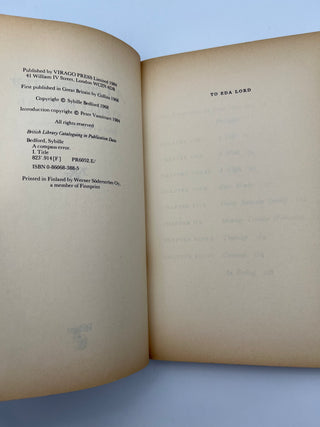 Published by VIRAGO PRESS Limited 1984
41 William IV Street, London WC2N 4DB
First published in Great Britain by Collins 1968
Copyright © Sybille Bedford 1968
Introduction copyright © Peter Vansittart 1984
All rights reserved
British Library Cataloguing in Publication Data
Bedford, Sybille
A compass error.
I. Title
823'.914[F] PR6052.E/
ISBN 0-86068-388-5
Printed in Finland by Werner Söderström Oy,
a member of Finnprint
TO EDA LORD